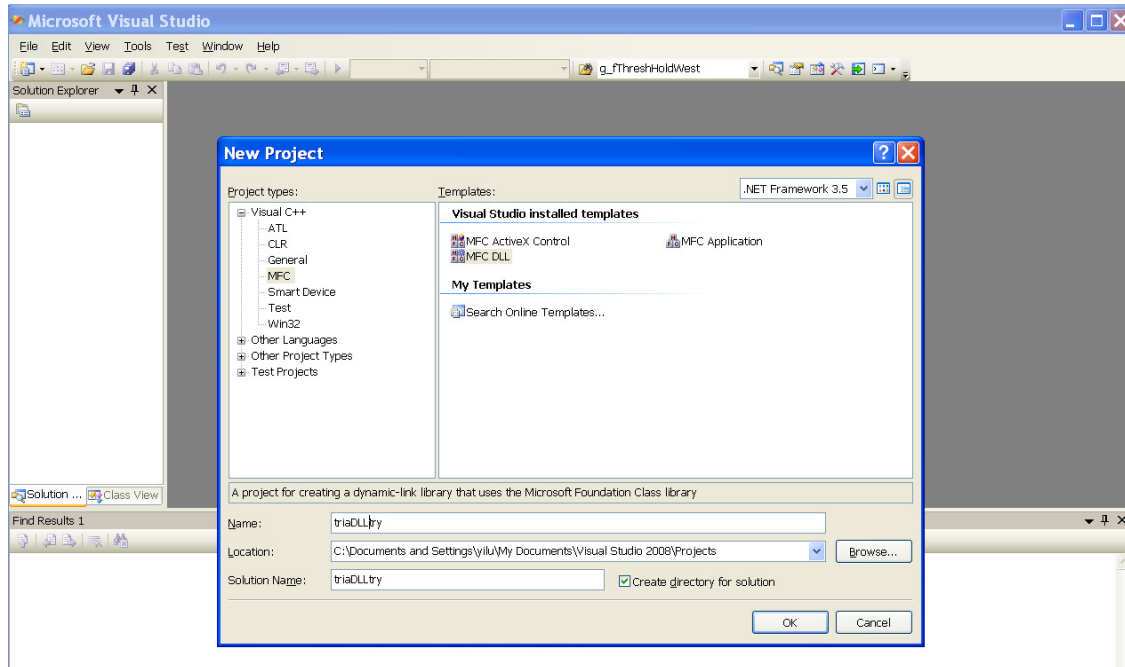 Microsoft Visual Studio
File Edit View Tools Test Window Help
g_fThreshHoldWest
Solution Explorer
New Project
Project types:
Templates:
.NET Framework 3.5
Visual C++
ATL
CLR
General
MFC
Smart Device
Test
Win32
Other Languages
Other Project Types
Test Projects
Visual Studio installed templates
MFC ActiveX Control
MFC Application
MFC DLL
My Templates
Search Online Templates...
A project for creating a dynamic-link library that uses the Microsoft Foundation Class library
Name: triaDLLtry
Location: C:\Documents and Settings\yilu\My Documents\Visual Studio 2008\Projects Browse...
Solution Name: triaDLLtry Create directory for solution
OK Cancel
Solution ... Class View
Find Results 1